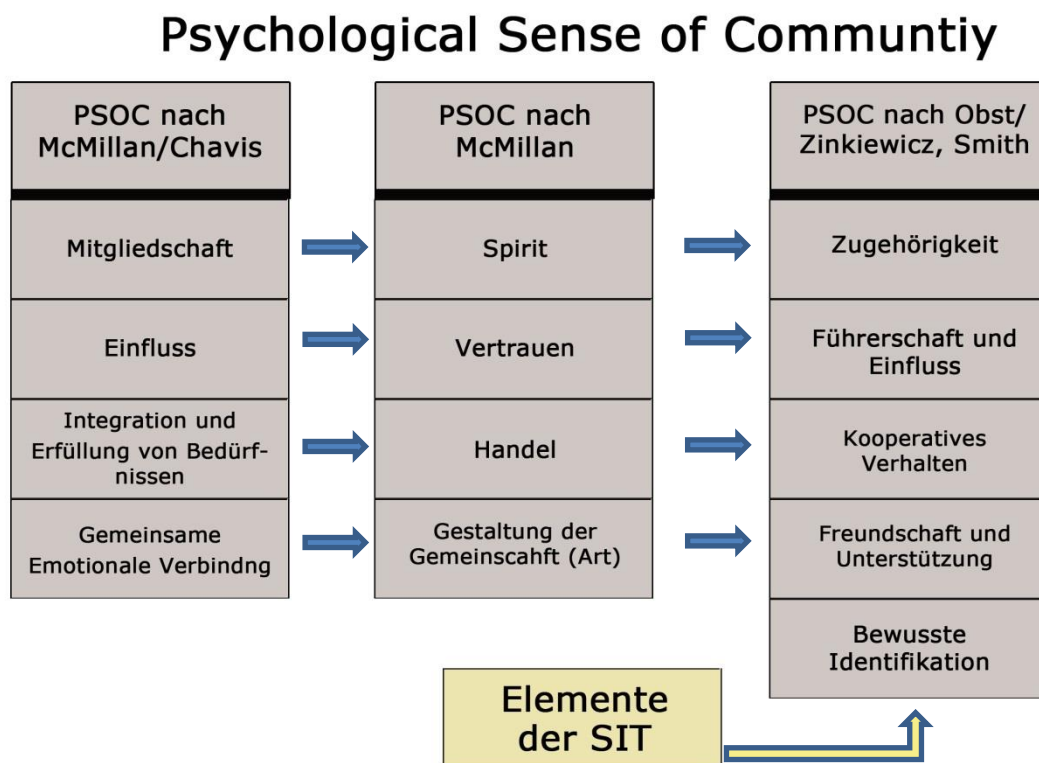 Psychological Sense of Communtiy
PSOC nach
McMillan/Chavis
Mitgliedschaft
Einfluss
Integration und
Erfüllung von Bedürf-
nissen
Gemeinsame
Emotionale Verbindng
PSOC nach
McMillan
Spirit
Vertrauen
Handel
Gestaltung der
Gemeinscahft (Art)
PSOC nach Obst/
Zinkiewicz, Smith
Zugehörigkeit
Führerschaft und
Einfluss
Kooperatives
Verhalten
Freundschaft und
Unterstützung
Bewusste
Identifikation
Elemente
der SIT